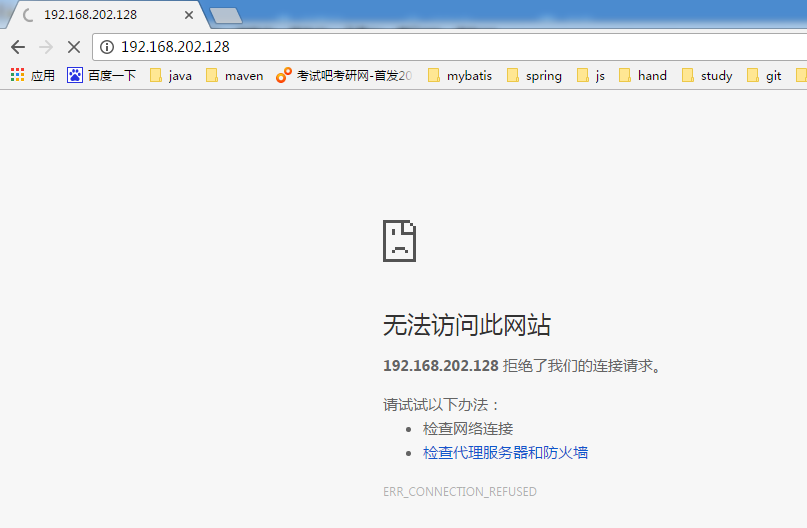 192.168.202.128
192.168.202.128
应用 百度一下 java maven 考试吧考研网-首发20 mybatis spring js hand study git
无法访问此网站
192.168.202.128 拒绝了我们的连接请求。
请试试以下办法：
检查网络连接
检查代理服务器和防火墙
ERR_CONNECTION_REFUSED